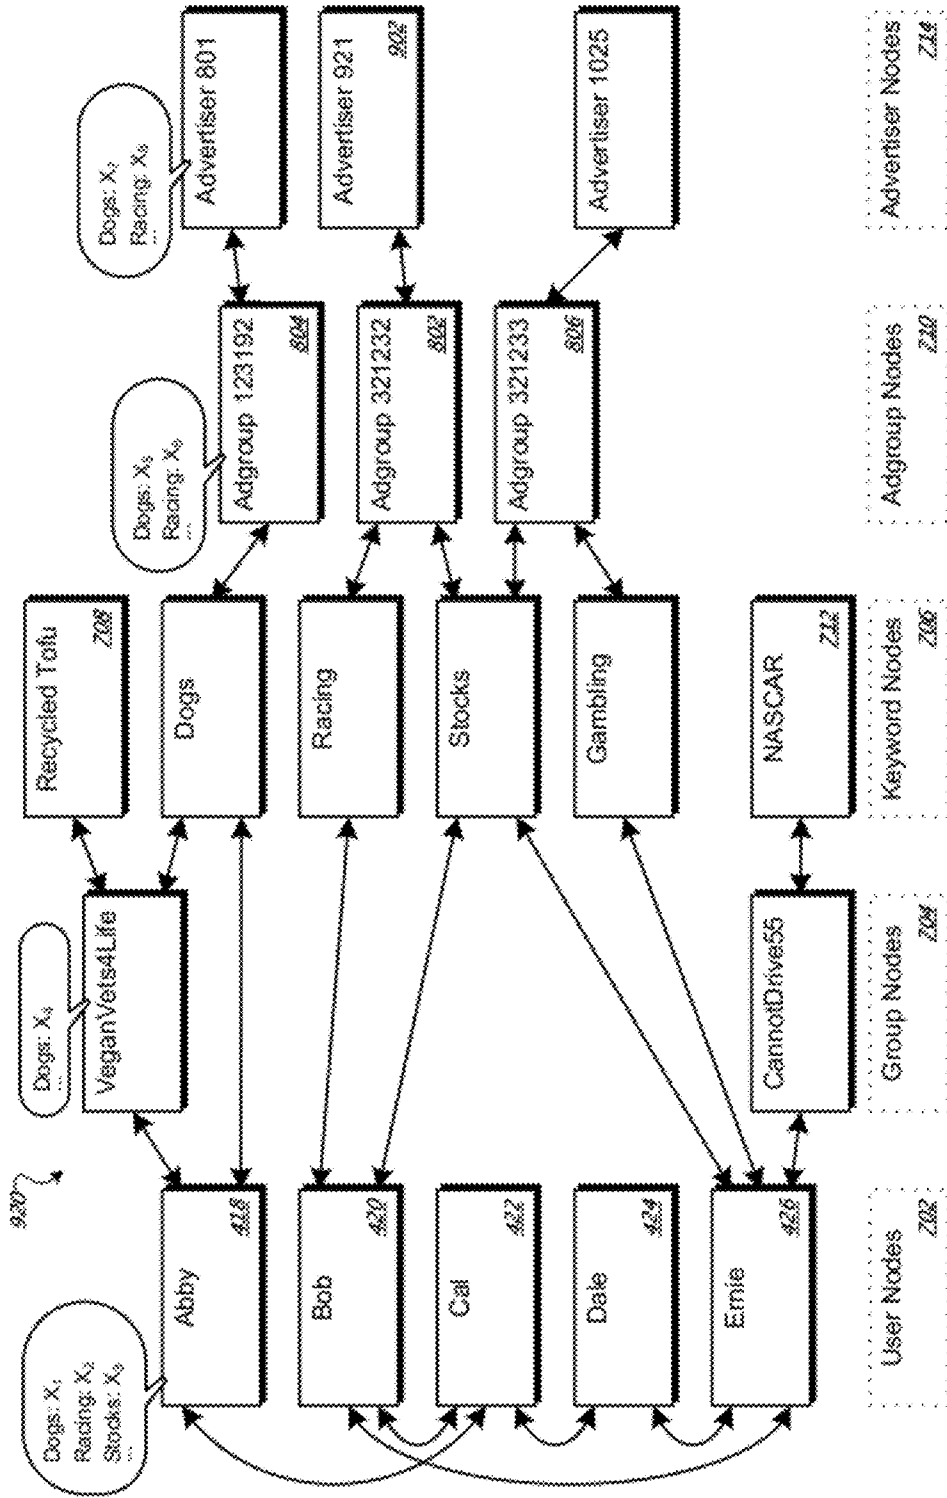 920
Dogs: X₁
Racing: X₂
Stocks: X₃
...
Dogs: X₄
...
Dogs: X₅
Racing: X₆
...
Dogs: X₇
Racing: X₈
...
Recycled Tofu
708
VeganVets4Life
Abby
418
Dogs
Adgroup 123192
804
Advertiser 801
Bob
420
Racing
Adgroup 321232
802
Advertiser 921
902
Cal
422
Stocks
Adgroup 321233
806
Dale
424
Gambling
Advertiser 1025
Ernie
426
CannotDrive55
NASCAR
712
User Nodes
702
Group Nodes
704
Keyword Nodes
706
Adgroup Nodes
710
Advertiser Nodes
714